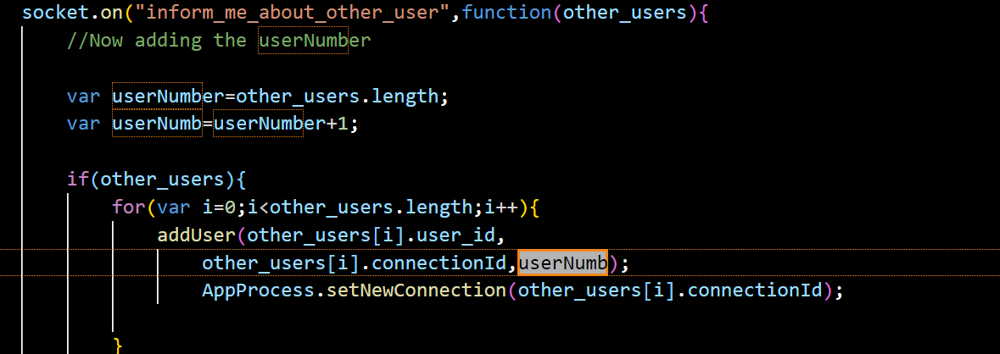 socket.on("inform_me_about_other_user",function(other_users){
//Now adding the userNumber
var userNumber=other_users.length;
var userNumb=userNumber+1;
if(other_users){
for(var i=0;i<other_users.length;i++){
addUser(other_users[i].user_id,
other_users[i].connectionId,userNumb);
AppProcess.setNewConnection(other_users[i].connectionId);
}